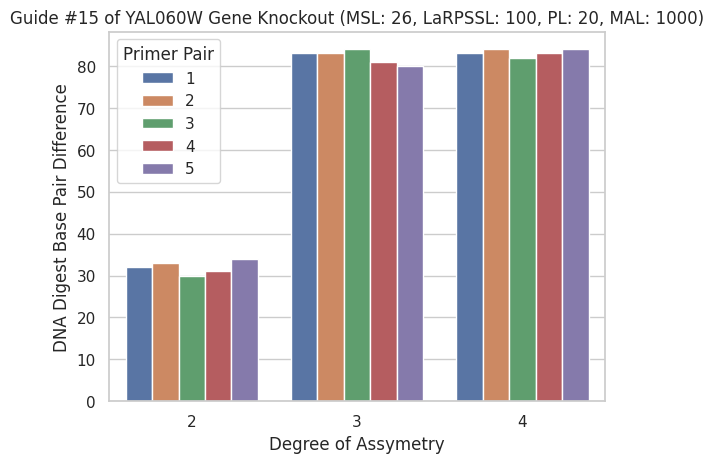 Guide #15 of YAL060W Gene Knockout (MSL: 26, LaRPSSL: 100, PL: 20, MAL: 1000)
Primer Pair
1
2
3
4
5
DNA Digest Base Pair Difference
80
70
60
50
40
30
20
10
0
2 3 4
Degree of Assymetry